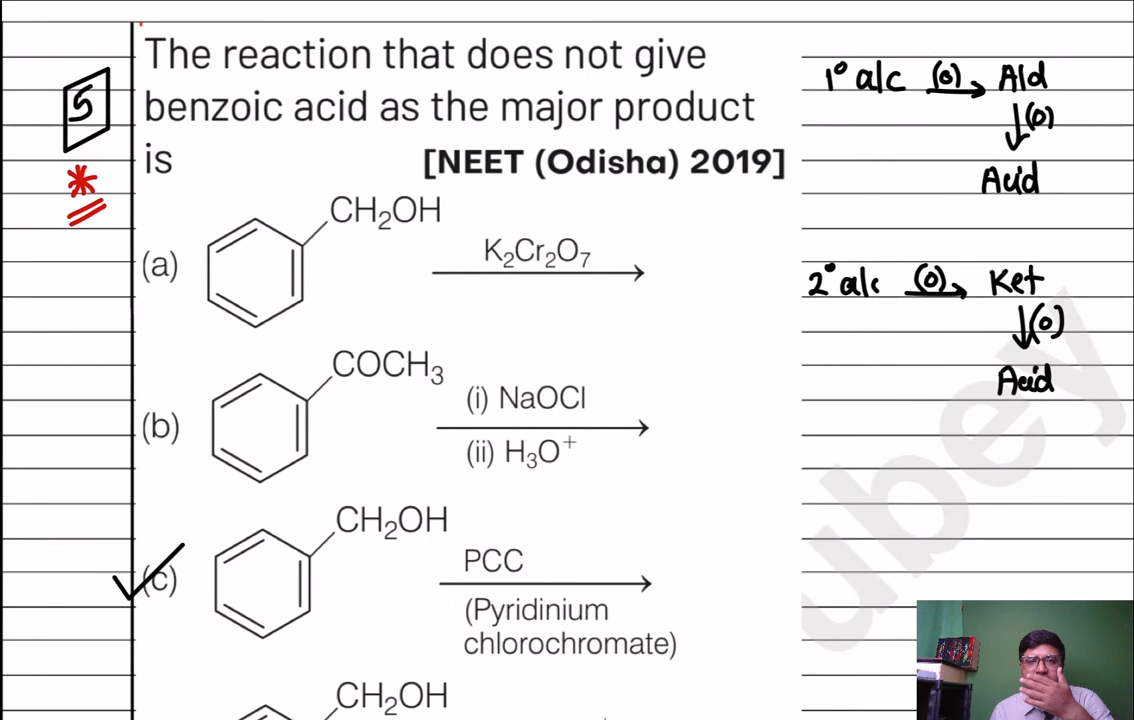 The reaction that does not give
benzoic acid as the major product
is [NEET (Odisha) 2019]
5
(a) CH₂OH K₂Cr₂O₇
(b) COCH₃ (i) NaOCl
(ii) H₃O⁺
(c) CH₂OH PCC
(Pyridinium
chlorochromate)
CH₂OH
1° alc (O) Ald
(O)
Acid
2° alc (O) Ket
(O)
Acid
ubey